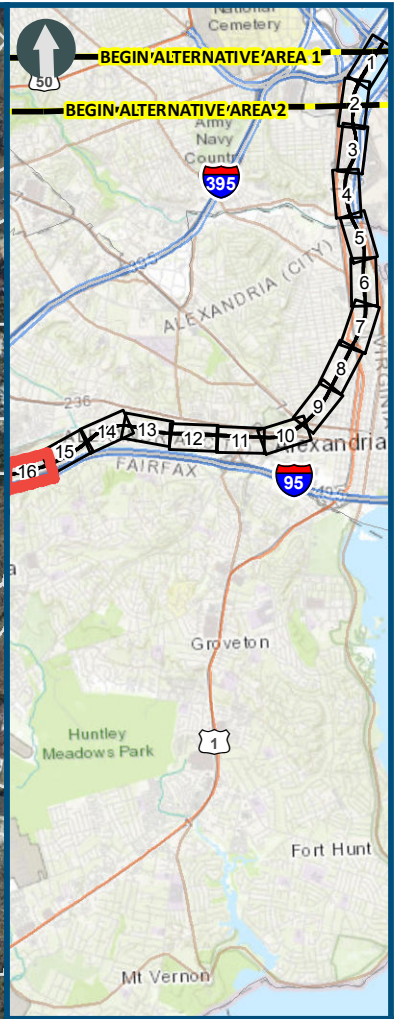 National
Cemetery
BEGIN ALTERNATIVE AREA 1
1
50
BEGIN ALTERNATIVE AREA 2
2
Army
Navy
Country
3
395
4
5
395
ALEXANDRIA (CITY)
6
7
VIRGINIA
8
236
9
16
15
14
13
12
11
10
Alexandria
FAIRFAX
95
495
a
Groveton
1
Huntley
Meadows Park
Fort Hunt
Mt Vernon